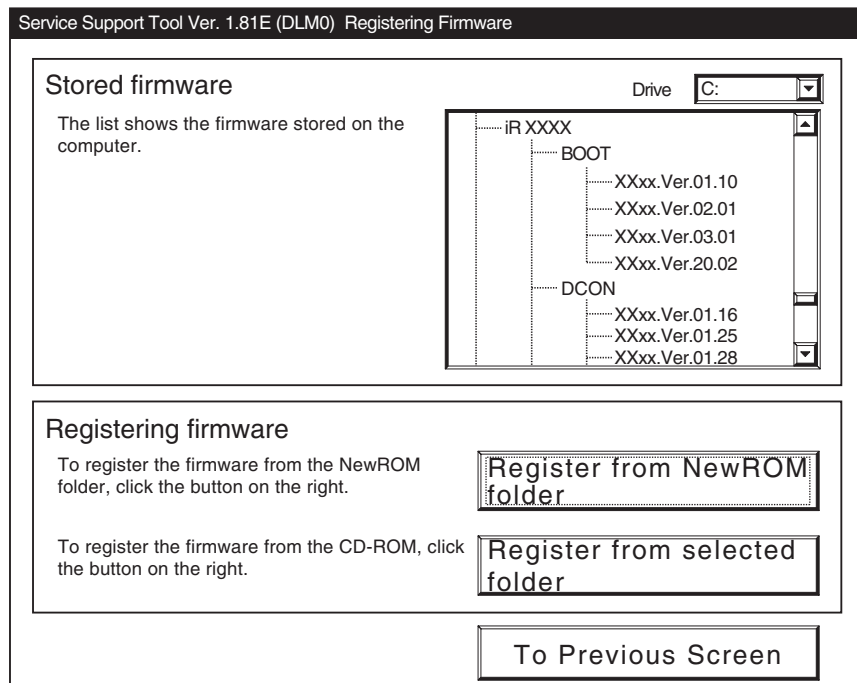 Service Support Tool Ver. 1.81E (DLM0)  Registering Firmware
Stored firmware
Drive C:
The list shows the firmware stored on the
computer.
iR XXXX
BOOT
XXxx.Ver.01.10
XXxx.Ver.02.01
XXxx.Ver.03.01
XXxx.Ver.20.02
DCON
XXxx.Ver.01.16
XXxx.Ver.01.25
XXxx.Ver.01.28
Registering firmware
To register the firmware from the NewROM
folder, click the button on the right.
Register from NewROM
folder
To register the firmware from the CD-ROM, click
the button on the right.
Register from selected
folder
To Previous Screen